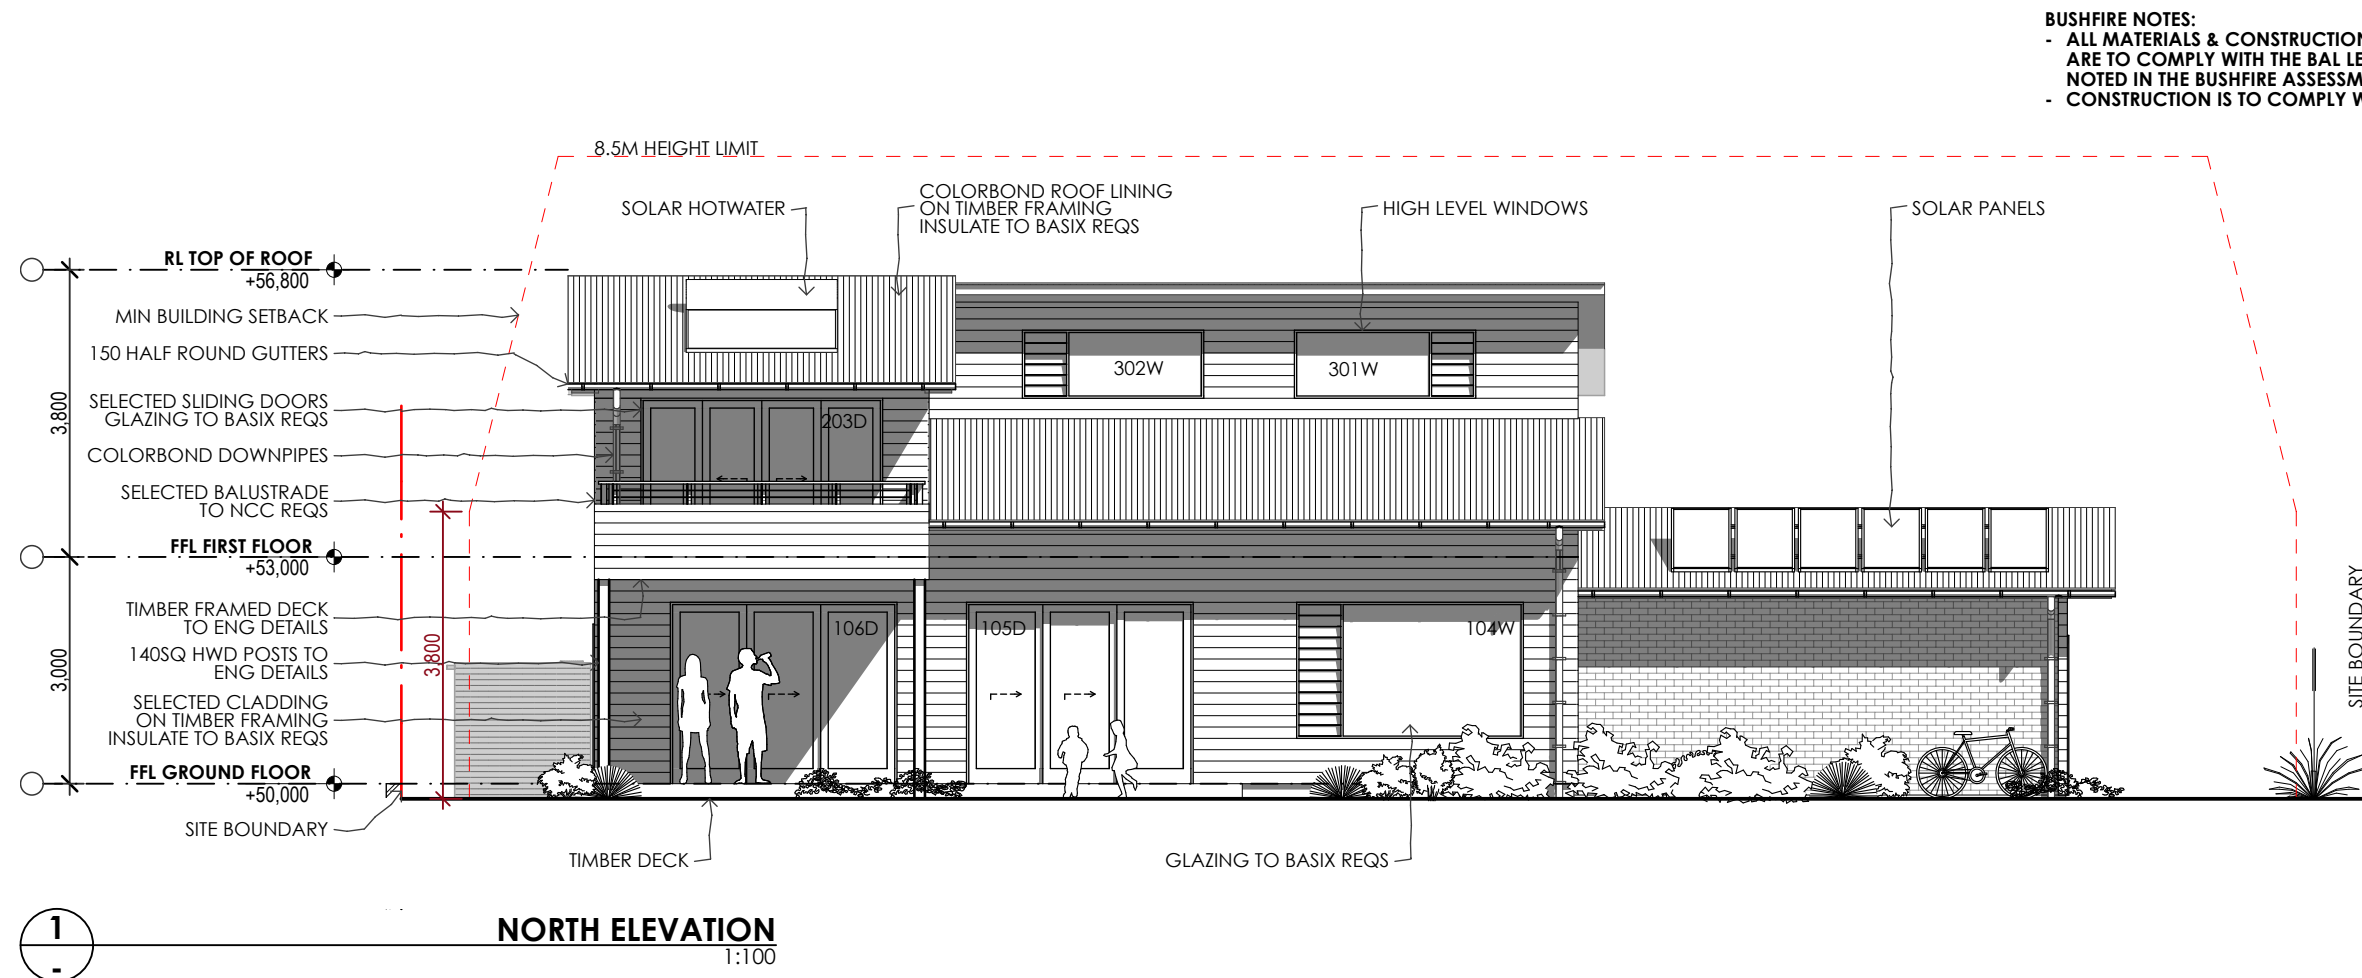 BUSHFIRE NOTES:
- ALL MATERIALS & CONSTRUCTION
ARE TO COMPLY WITH THE BAL
NOTED IN THE BUSHFIRE
- CONSTRUCTION IS TO COMPLY
8.5M HEIGHT LIMIT
SOLAR HOTWATER
COLORBOND ROOF LINING
ON TIMBER FRAMING
INSULATE TO BASIX REQS
HIGH LEVEL WINDOWS
SOLAR PANELS
RL TOP OF ROOF
+56,800
MIN BUILDING SETBACK
150 HALF ROUND GUTTERS
SELECTED SLIDING DOORS
GLAZING TO BASIX REQS
COLORBOND DOWNPIPES
SELECTED BALUSTRADE
TO NCC REQS
FFL FIRST FLOOR
+53,000
TIMBER FRAMED DECK
TO ENG DETAILS
140SQ HWD POSTS TO
ENG DETAILS
SELECTED CLADDING
ON TIMBER FRAMING
INSULATE TO BASIX REQS
FFL GROUND FLOOR
+50,000
SITE BOUNDARY
3,800
3,000
3,800
302W
301W
203D
106D
105D
104W
SITE BOUNDARY
TIMBER DECK
GLAZING TO BASIX REQS
1
-
NORTH ELEVATION
1:100